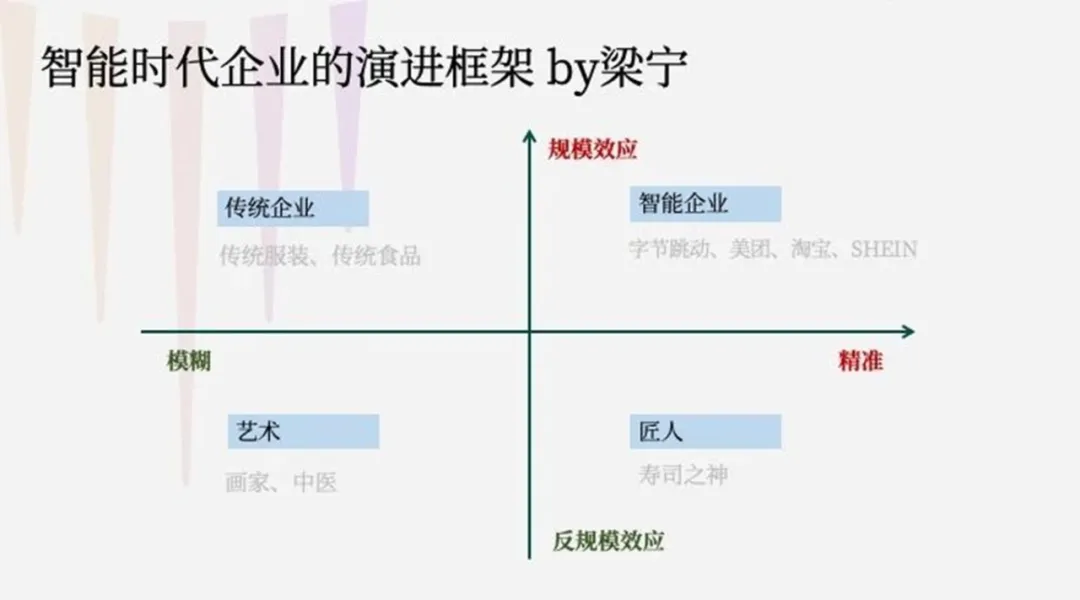 智能时代企业的演进框架 by梁宁
规模效应
传统企业
智能企业
传统服装、传统食品
字节跳动、美团、淘宝、SHEIN
模糊
精准
艺术
匠人
画家、中医
寿司之神
反规模效应